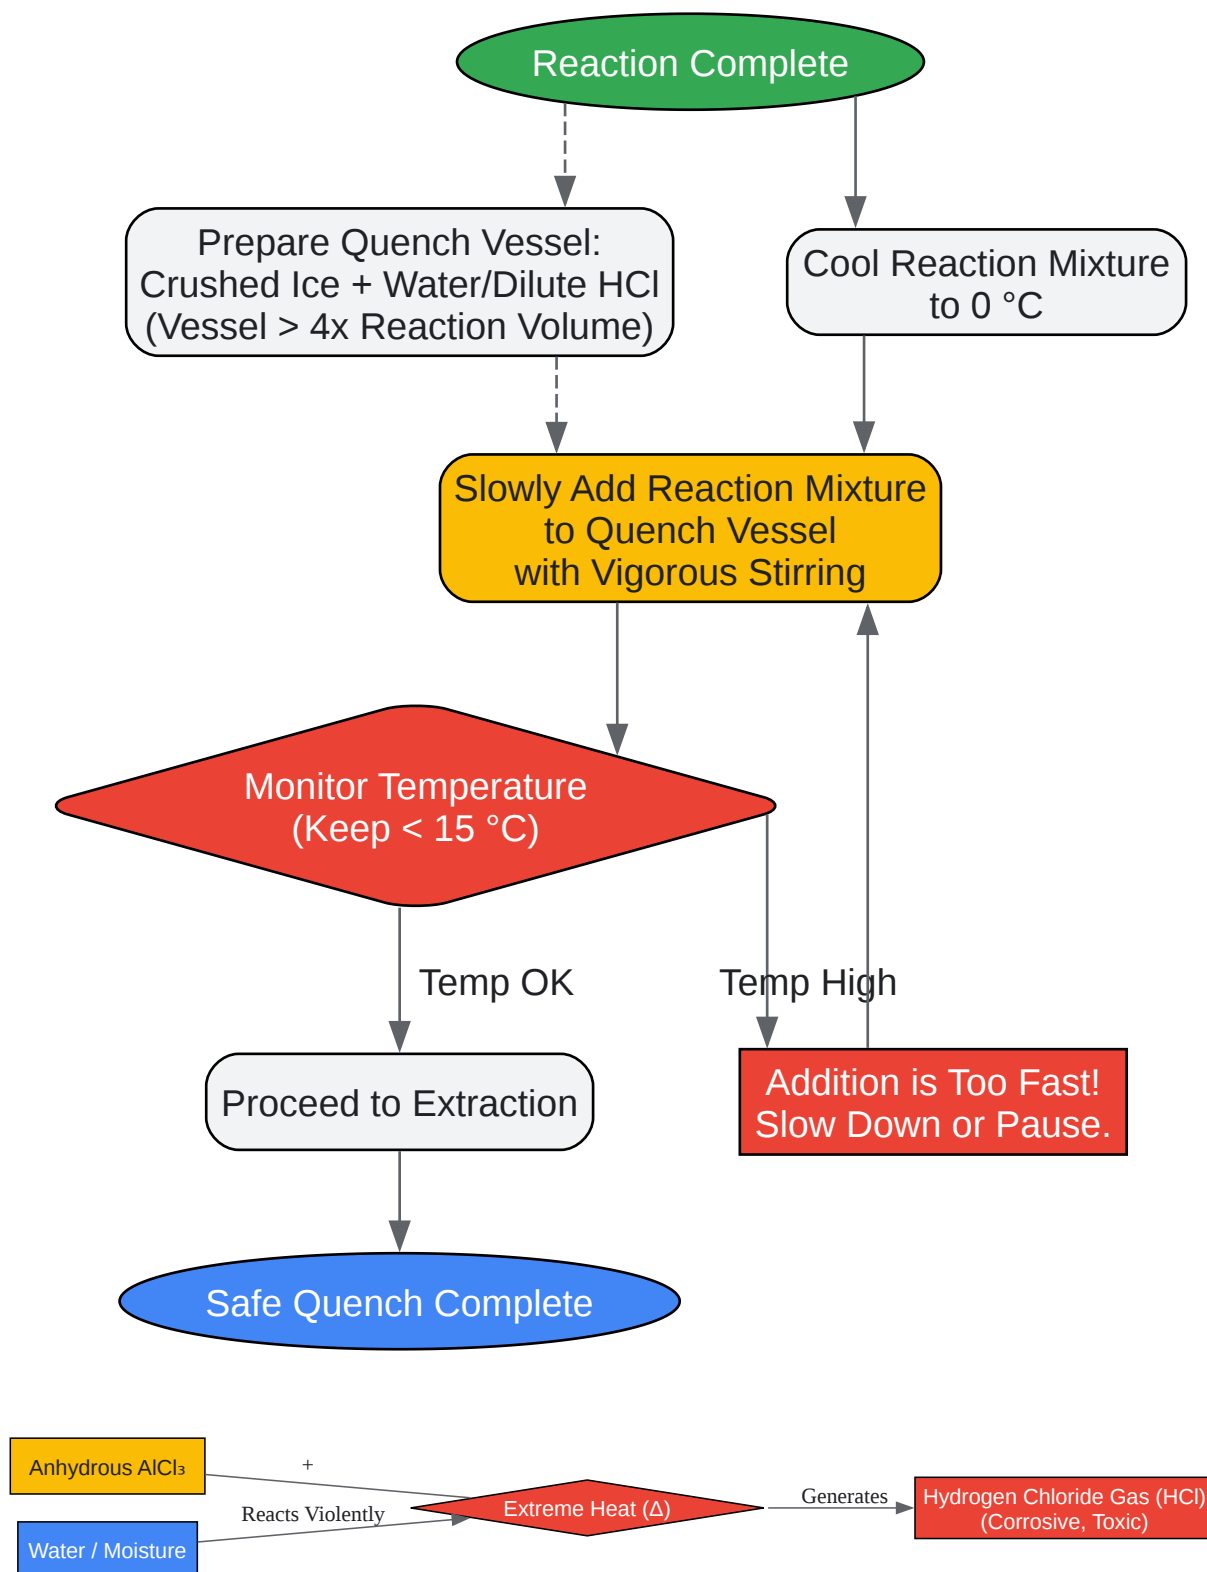 Reaction Complete
Prepare Quench Vessel:
Crushed Ice + Water/Dilute HCl
(Vessel > 4x Reaction Volume)
Cool Reaction Mixture
to 0 °C
Slowly Add Reaction Mixture
to Quench Vessel
with Vigorous Stirring
Monitor Temperature
(Keep < 15 °C)
Temp OK
Temp High
Proceed to Extraction
Addition is Too Fast!
Slow Down or Pause.
Safe Quench Complete
Anhydrous AlCl₃
+
Reacts Violently
Water / Moisture
Extreme Heat (Δ)
Generates
Hydrogen Chloride Gas (HCl)
(Corrosive, Toxic)